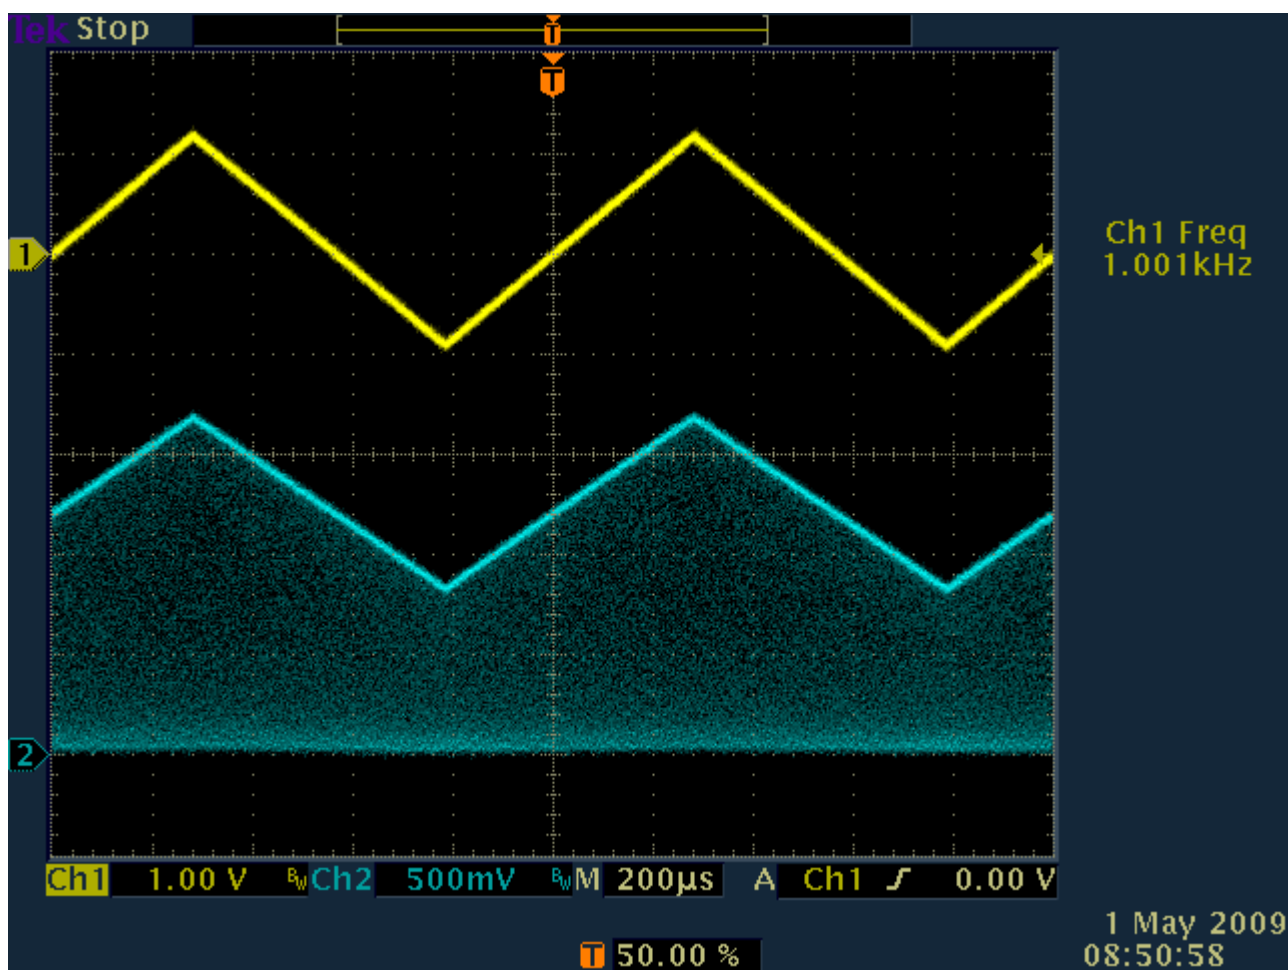 Tek Stop
T
T
1
Ch1 Freq
1.001kHz
2
Ch1 1.00 V BW Ch2 500mV BW M 200µs A Ch1 0.00 V
T 50.00 %
1 May 2009
08:50:58